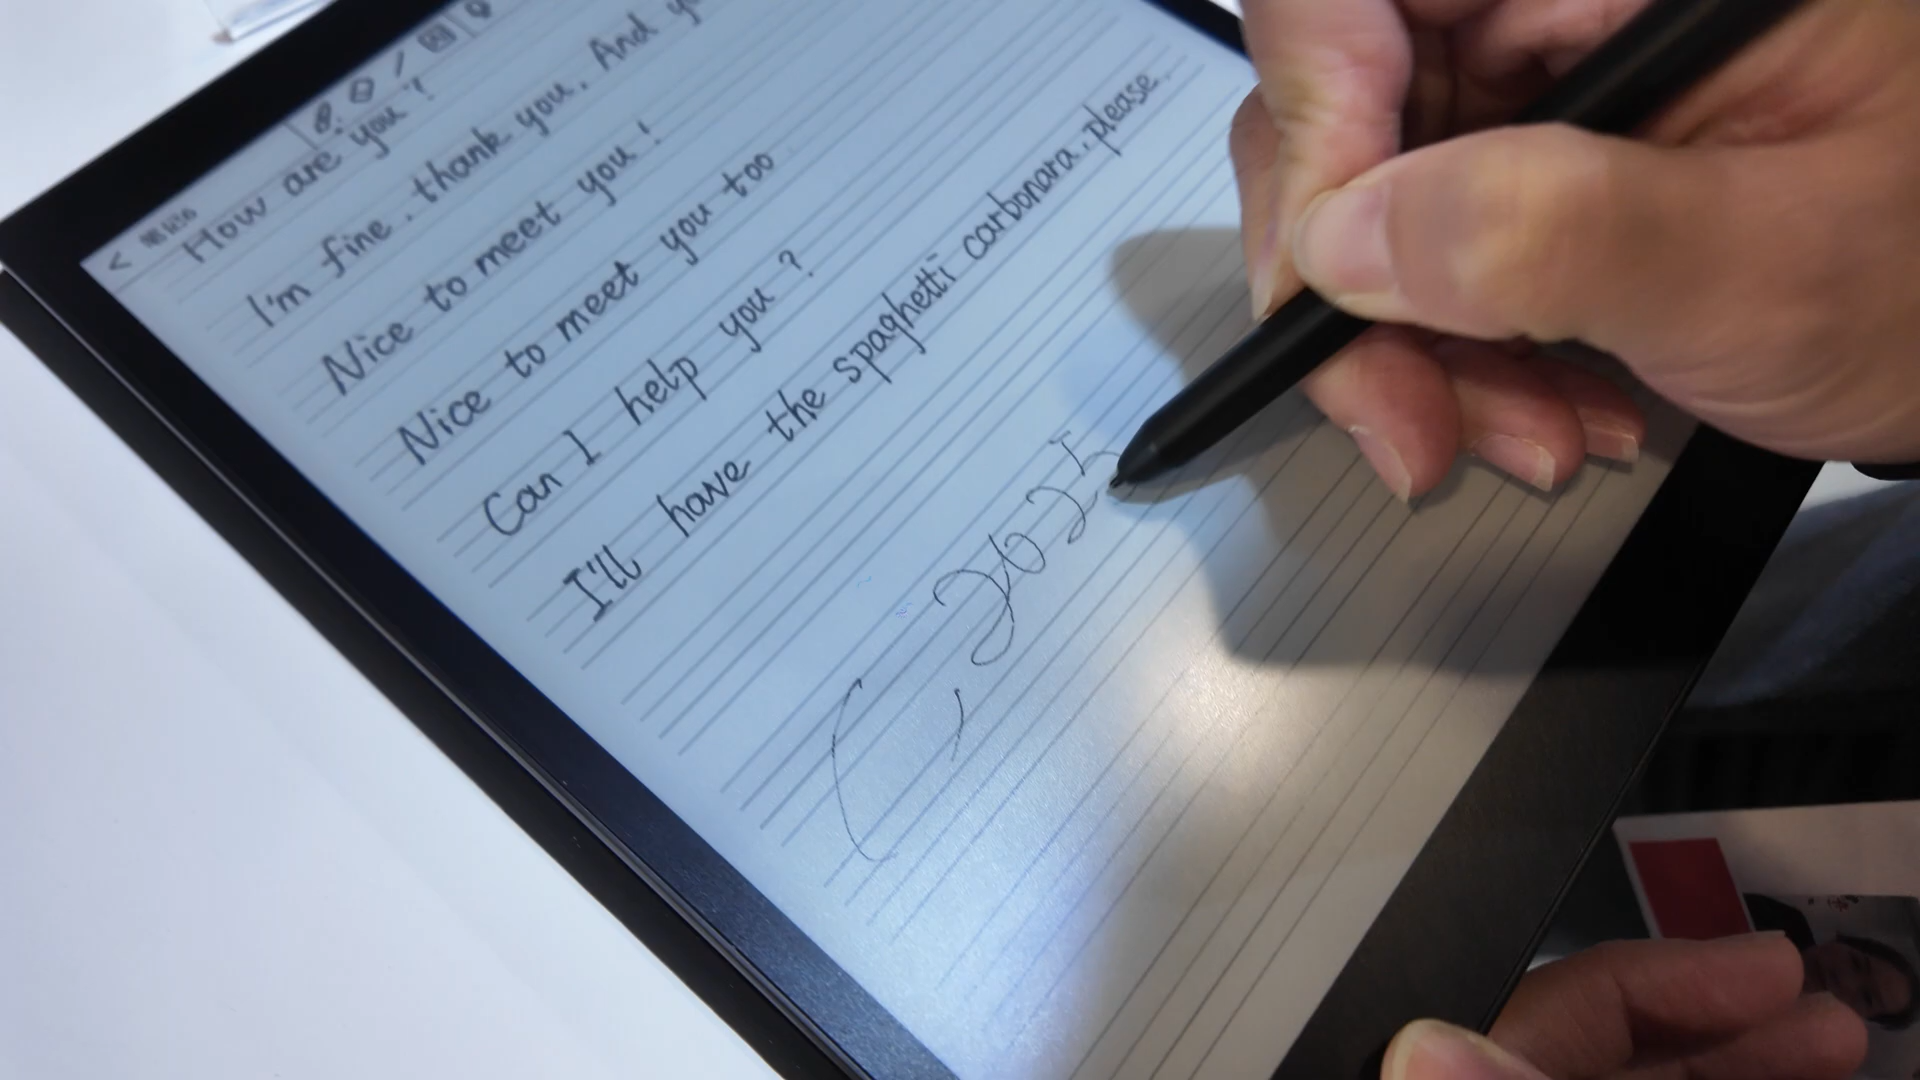 How are you?
I'm fine, thank you. And
Nice to meet you!
Nice to meet you too
Can I help you?
I'll have the spaghetti carbonara, please.
2025